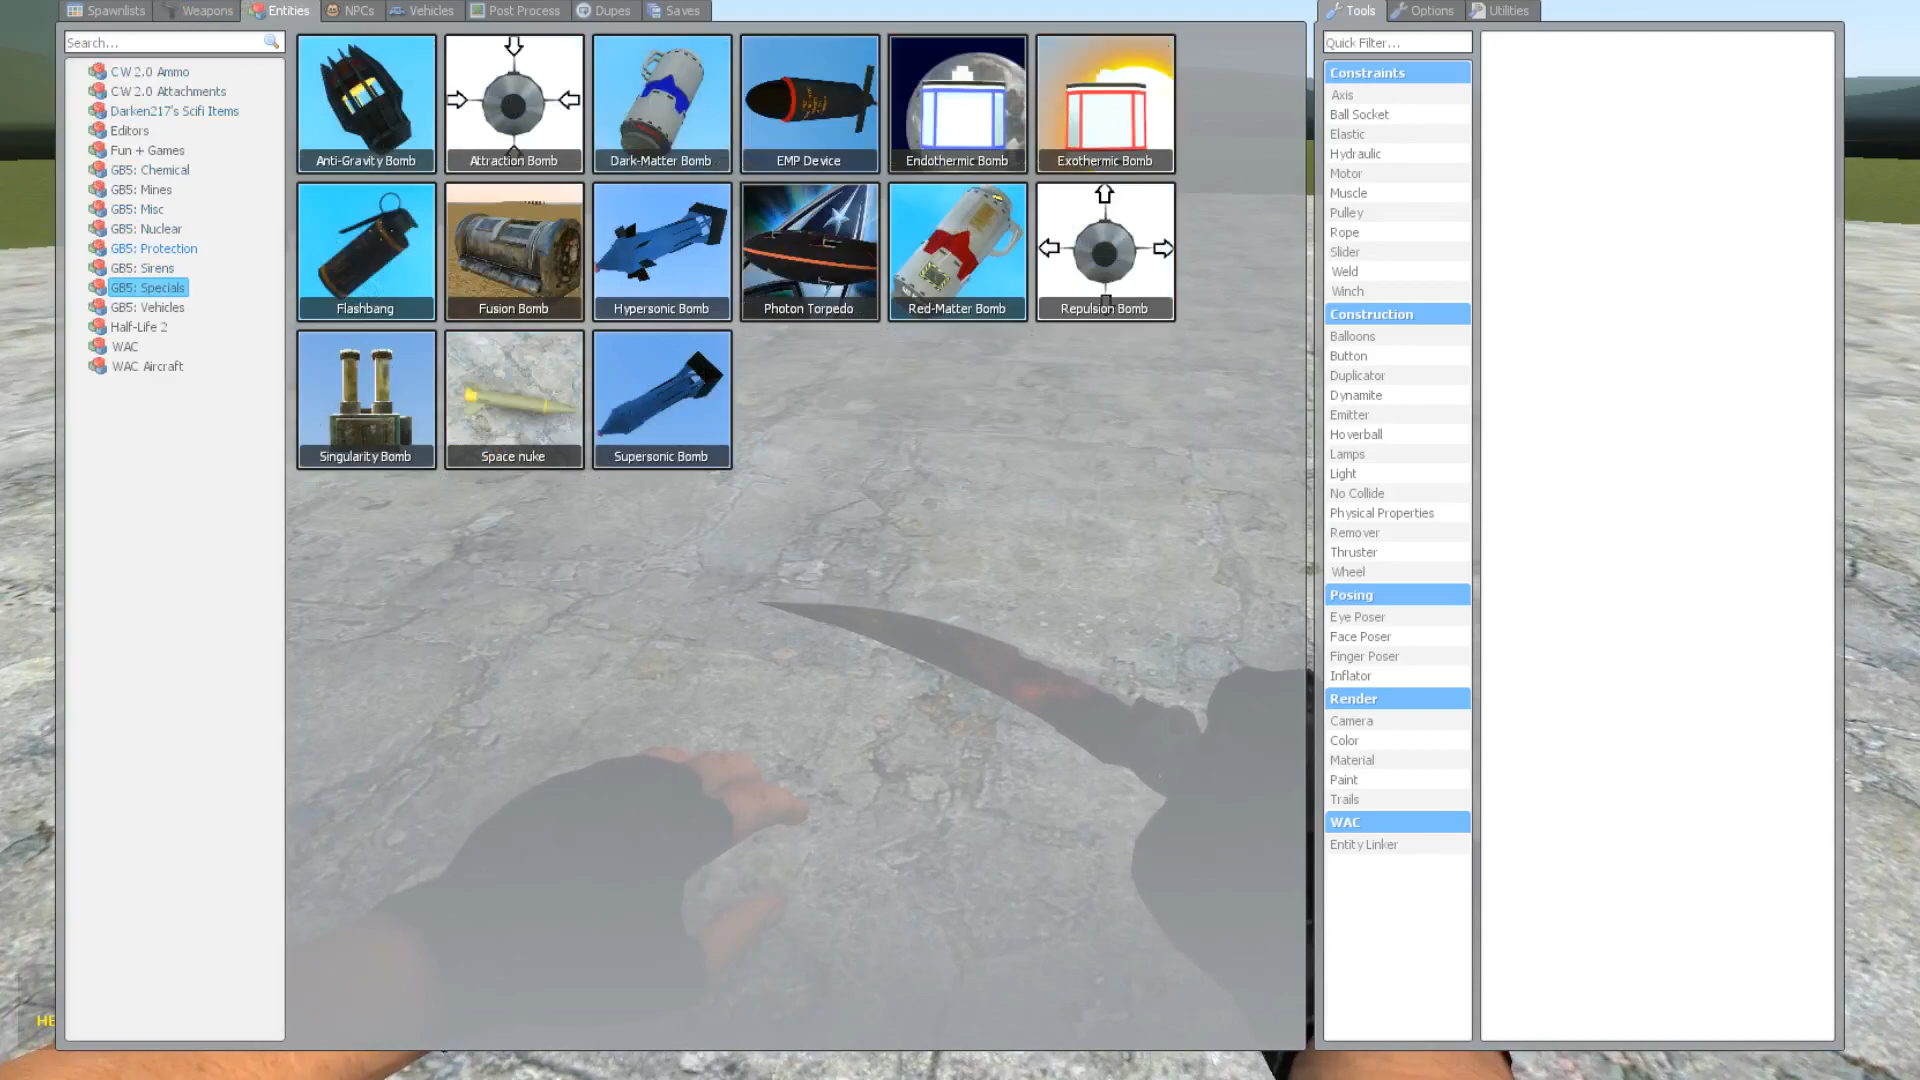 Spawnlists
Weapons
Entities
NPCs
Vehicles
Post Process
Dupes
Saves
Search...
CW 2.0 Ammo
CW 2.0 Attachments
Darken217's Scifi Items
Editors
Fun + Games
GB5: Chemical
GB5: Mines
GB5: Misc
GB5: Nuclear
GB5: Protection
GB5: Sirens
GB5: Specials
GB5: Vehicles
Half-Life 2
WAC
WAC Aircraft
Anti-Gravity Bomb
Attraction Bomb
Dark-Matter Bomb
EMP Device
Endothermic Bomb
Exothermic Bomb
Flashbang
Fusion Bomb
Hypersonic Bomb
Photon Torpedo
Red-Matter Bomb
Repulsion Bomb
Singularity Bomb
Space nuke
Supersonic Bomb
HE
Tools
Options
Utilities
Quick Filter...
Constraints
Axis
Ball Socket
Elastic
Hydraulic
Motor
Muscle
Pulley
Rope
Slider
Weld
Winch
Construction
Balloons
Button
Duplicator
Dynamite
Emitter
Hoverball
Lamps
Light
No Collide
Physical Properties
Remover
Thruster
Wheel
Posing
Eye Poser
Face Poser
Finger Poser
Inflator
Render
Camera
Color
Material
Paint
Trails
WAC
Entity Linker